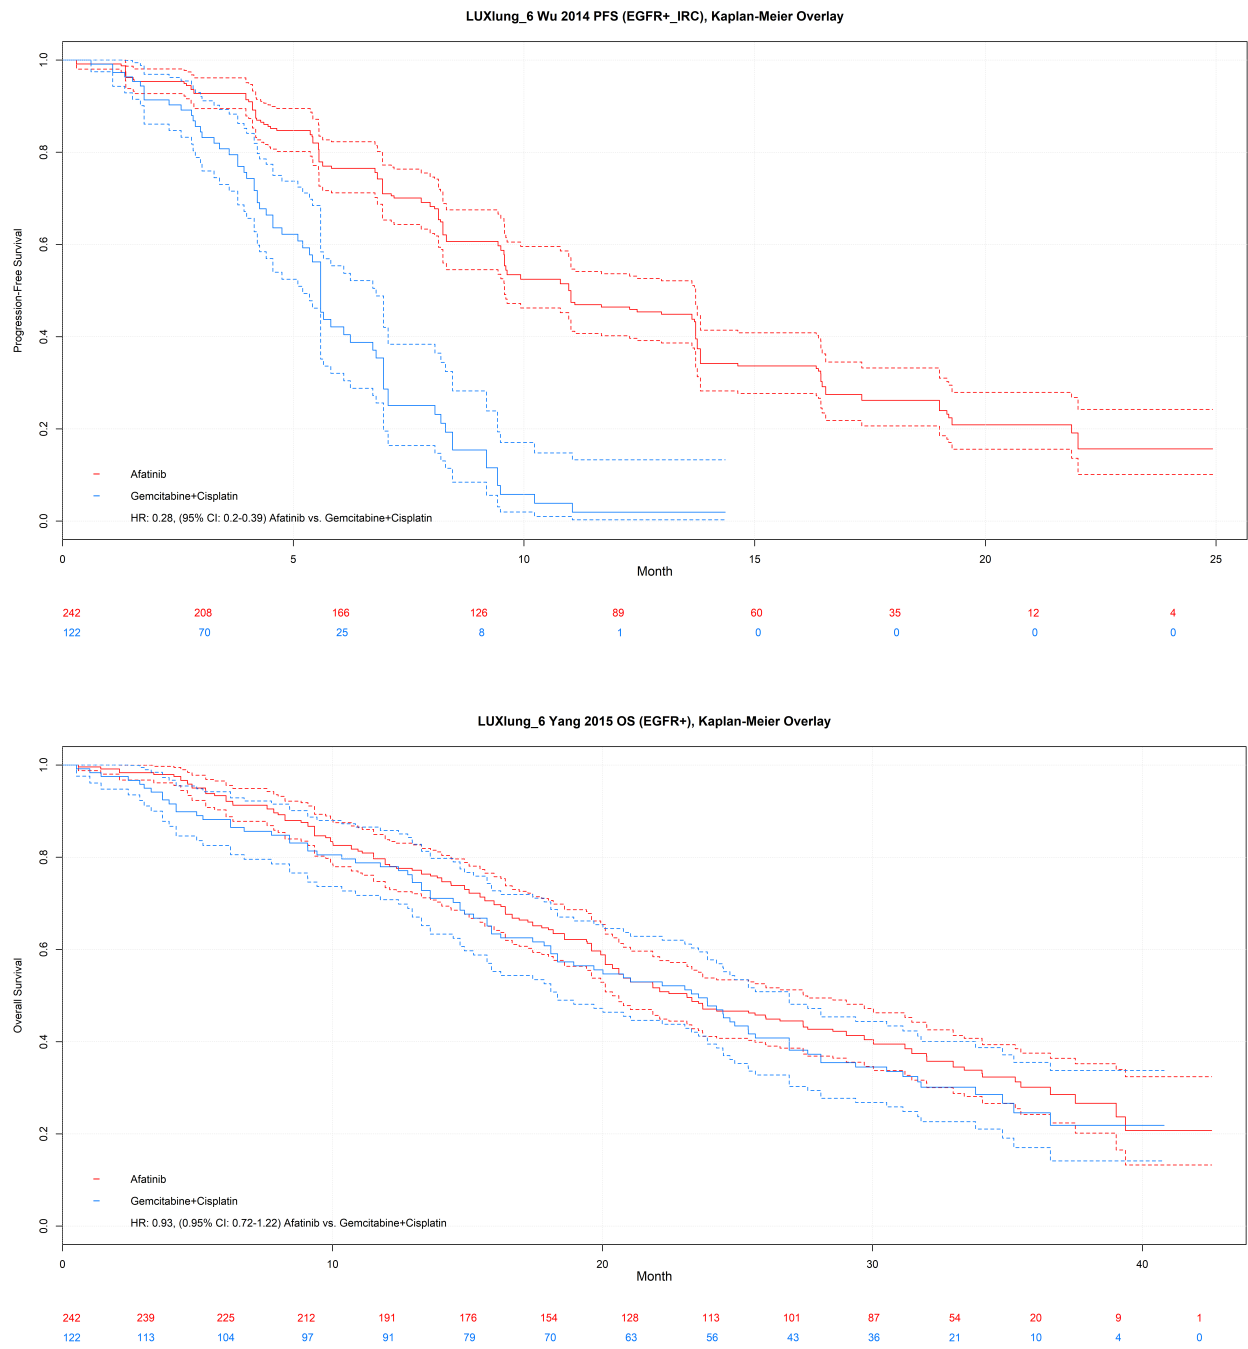 LUXlung_6 Wu 2014 PFS (EGFR+_IRC), Kaplan-Meier Overlay
1.0
0.8
0.6
0.4
0.2
0.0
Progression-Free Survival
Afatinib
Gemcitabine+Cisplatin
HR: 0.28, (95% CI: 0.2-0.39) Afatinib vs. Gemcitabine+Cisplatin
0 5 10 15 20 25
Month
242 208 166 126 89 60 35 12 4
122 70 25 8 1 0 0 0 0
LUXlung_6 Yang 2015 OS (EGFR+), Kaplan-Meier Overlay
1.0
0.8
0.6
0.4
0.2
0.0
Overall Survival
Afatinib
Gemcitabine+Cisplatin
HR: 0.93, (0.95% CI: 0.72-1.22) Afatinib vs. Gemcitabine+Cisplatin
0 10 20 30 40
Month
242 239 225 212 191 176 154 128 113 101 87 54 20 9 1
122 113 104 97 91 79 70 63 56 43 36 21 10 4 0